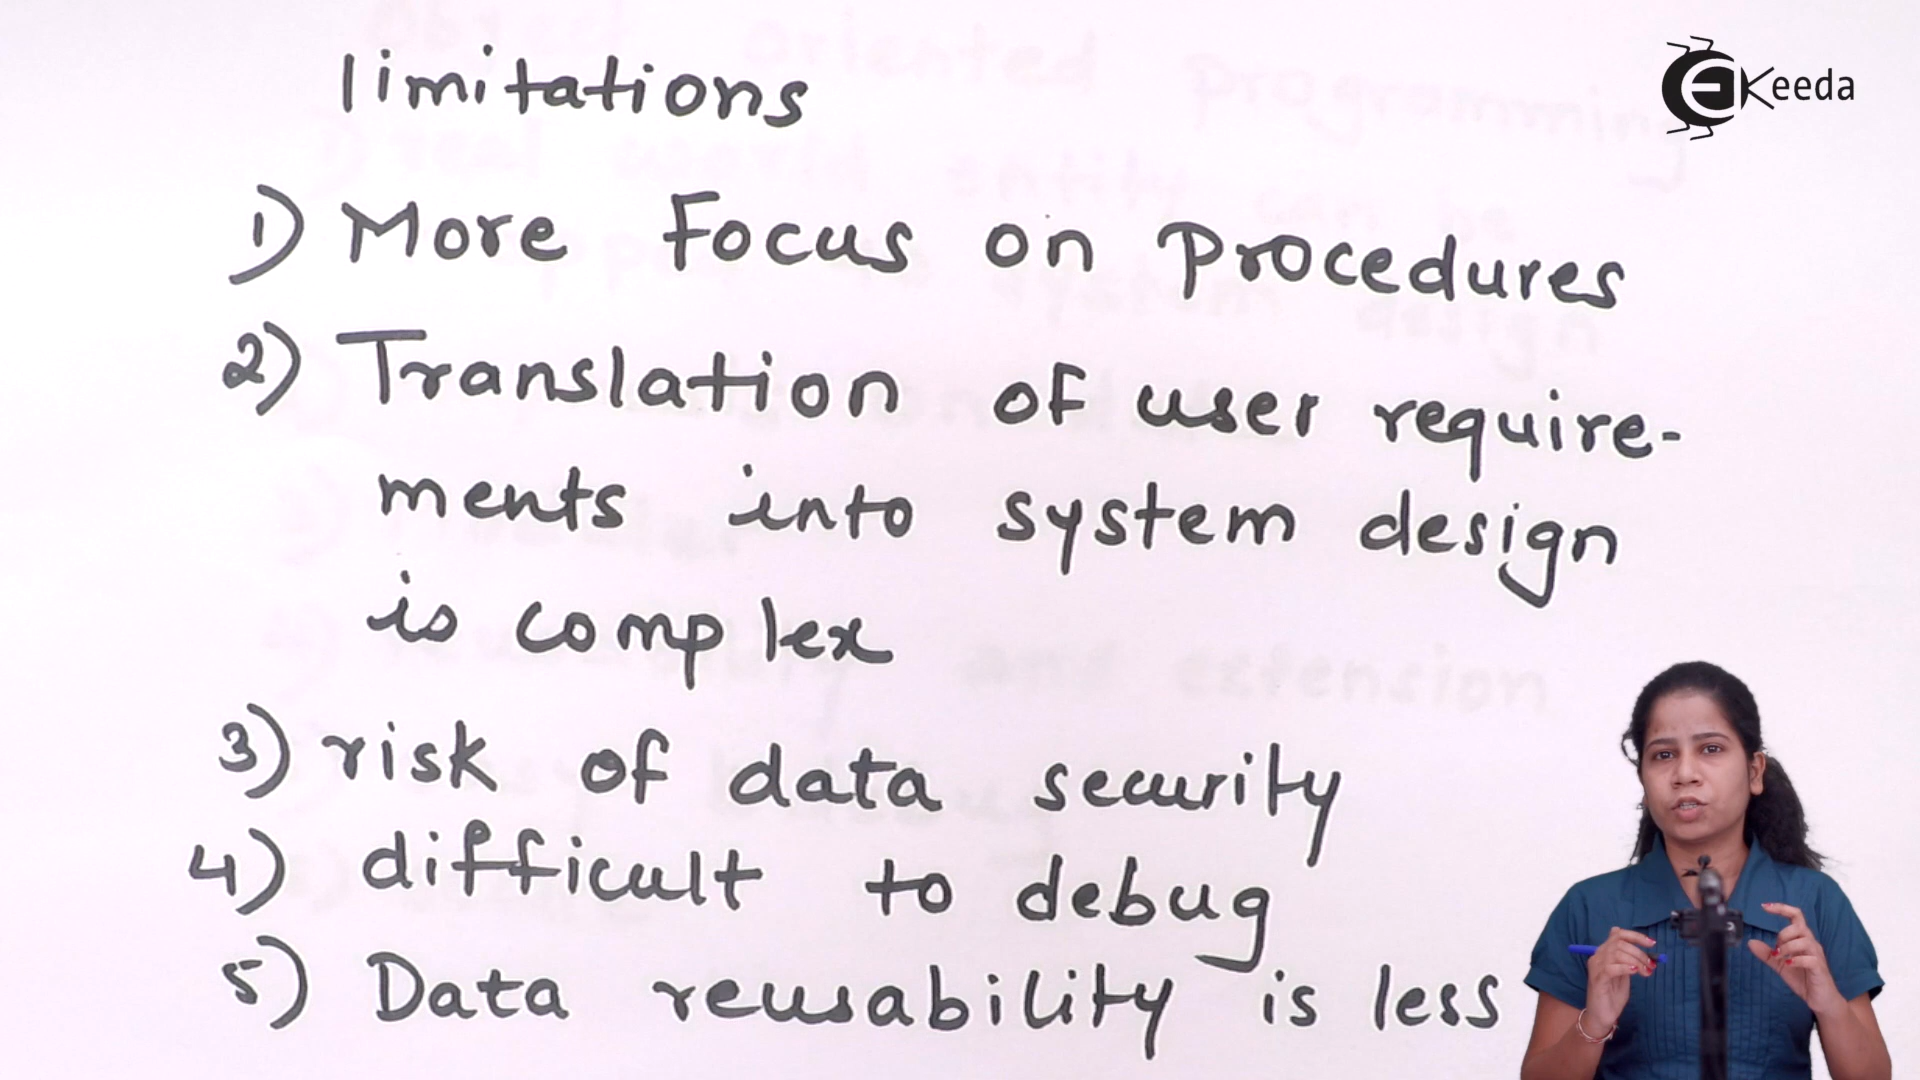 limitations
EKeeda
1) More Focus on Procedures
2) Translation of user require-
ments into system design
is complex
3) risk of data security
4) difficult to debug
5) Data reusability is less